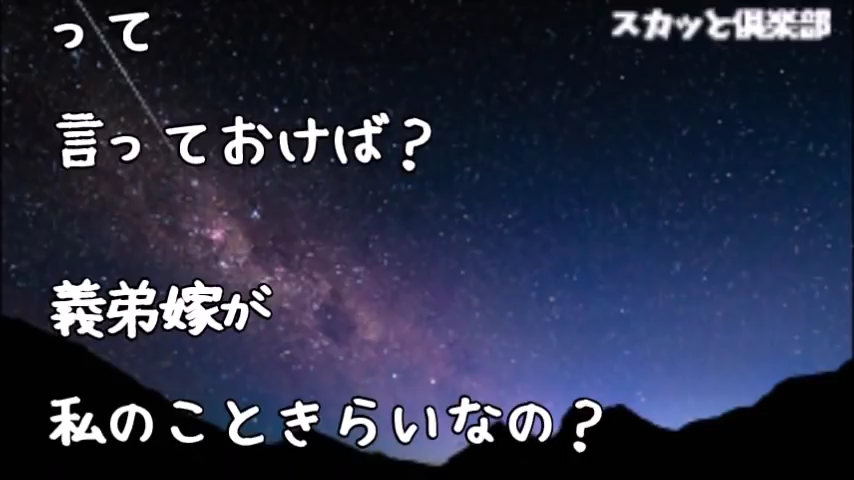 スカッと倶楽部
って
言っておけば？
義弟嫁が
私のこときらいなの？